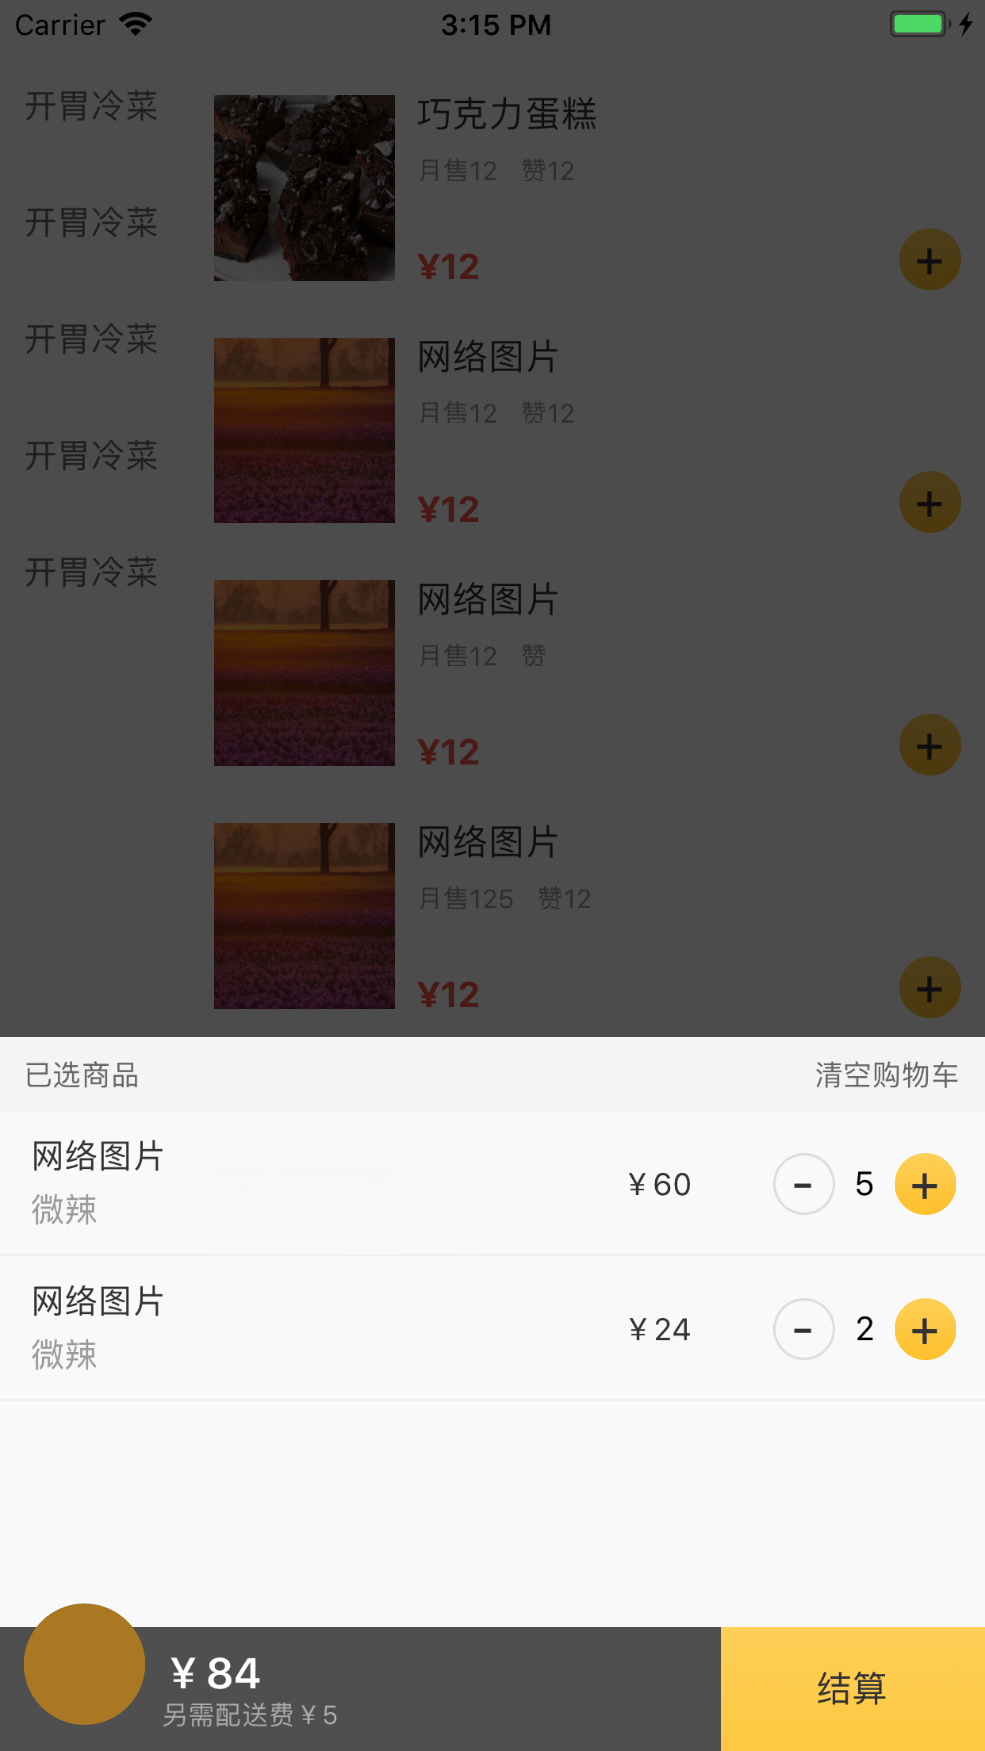 Carrier 3:15 PM
开胃冷菜
开胃冷菜
开胃冷菜
开胃冷菜
开胃冷菜
巧克力蛋糕
月售12 赞12
¥12
+
网络图片
月售12 赞12
¥12
+
网络图片
月售12 赞
¥12
+
网络图片
月售125 赞12
¥12
+
已选商品 清空购物车
网络图片
微辣
¥ 60 - 5 +
网络图片
微辣
¥ 24 - 2 +
¥ 84
另需配送费 ¥ 5
结算